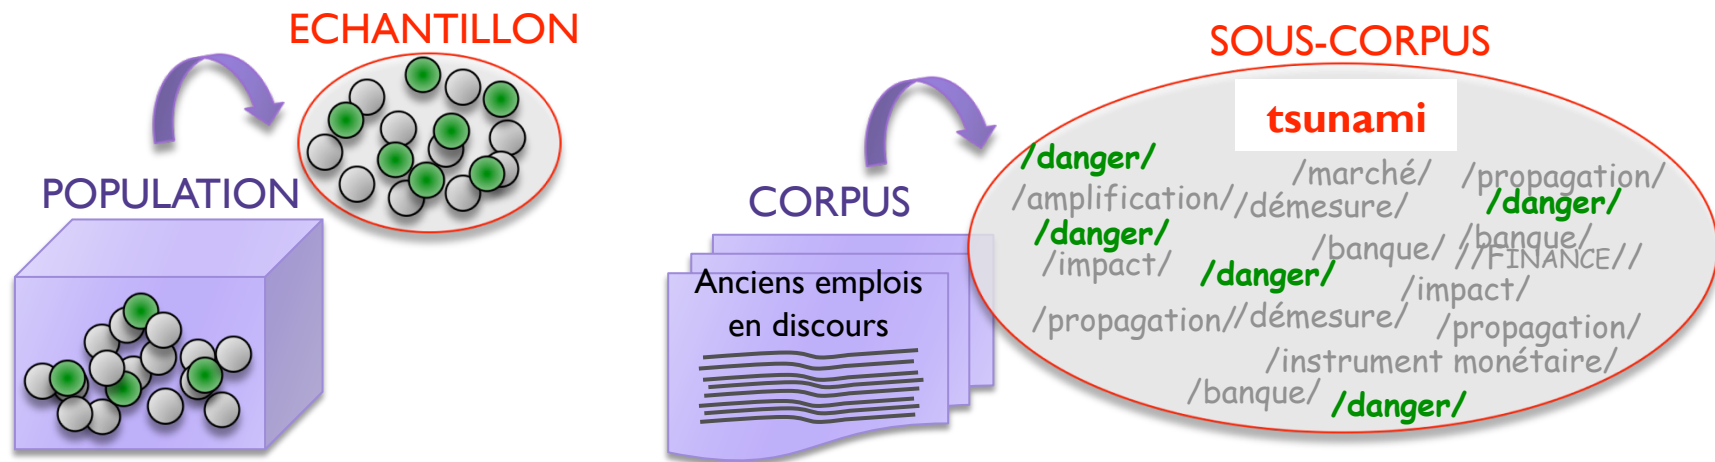 ECHANTILLON
POPULATION
SOUS-CORPUS
CORPUS
Anciens emplois
en discours
tsunami
/danger/
/marché/
/propagation/
/amplification/
/démesure/
/danger/
/danger/
/banque/
/banque/
/impact/
/danger/
//FINANCE//
/impact/
/propagation/
/démesure/
/propagation/
/instrument monétaire/
/banque/
/danger/